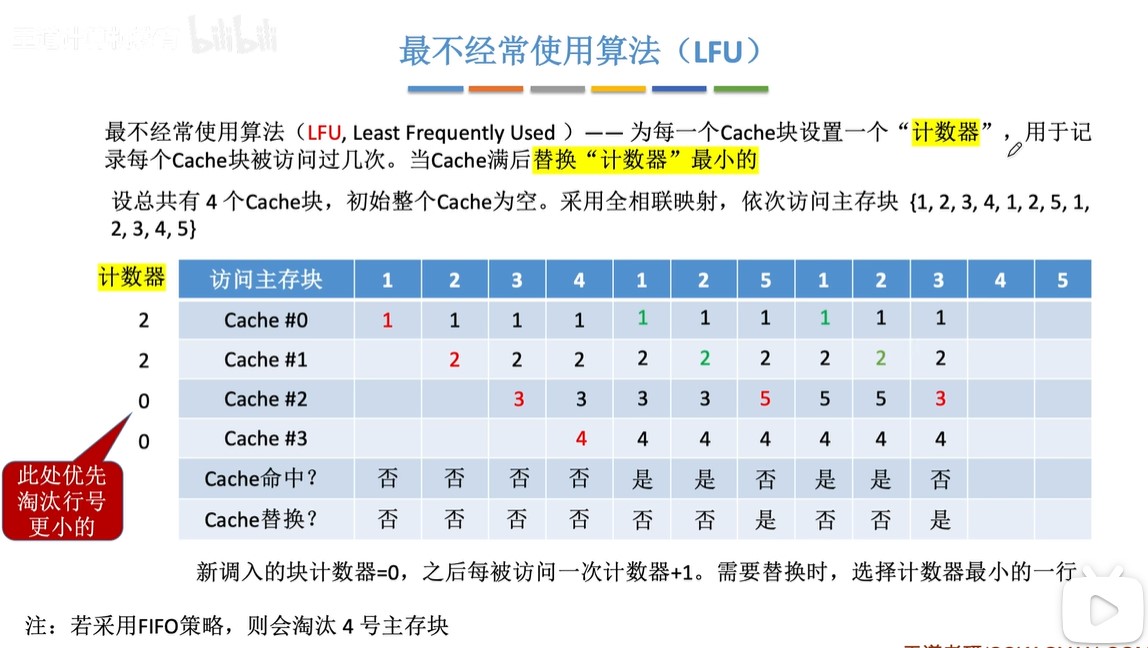 bilibili
最不经常使用算法（LFU）
最不经常使用算法（LFU, Least Frequently Used ）—— 为每一个Cache块设置一个“计数器”，用于记
录每个Cache块被访问过几次。当Cache满后替换“计数器”最小的
设总共有 4 个Cache块，初始整个Cache为空。采用全相联映射，依次访问主存块 {1, 2, 3, 4, 1, 2, 5, 1,
2, 3, 4, 5}
计数器 访问主存块 1 2 3 4 1 2 5 1 2 3 4 5
2 Cache #0 1 1 1 1 1 1 1 1 1 1
2 Cache #1 2 2 2 2 2 2 2 2 2
0 Cache #2 3 3 3 3 5 5 5 3
0 Cache #3 4 4 4 4 4 4 4
Cache命中？ 否 否 否 否 是 是 否 是 是 否
Cache替换？ 否 否 否 否 否 否 是 否 否 是
此处优先
淘汰行号
更小的
新调入的块计数器=0，之后每被访问一次计数器+1。需要替换时，选择计数器最小的一行
注：若采用FIFO策略，则会淘汰 4 号主存块